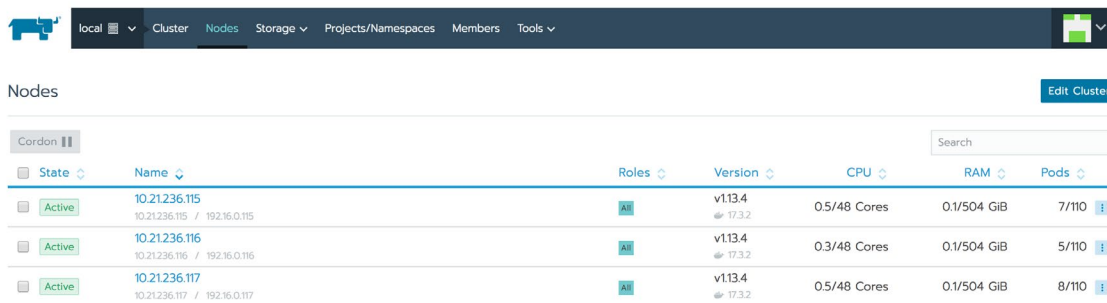 local Cluster Nodes Storage Projects/Namespaces Members Tools
Nodes Edit Cluster
Cordon Search
State Name Roles Version CPU RAM Pods
Active 10.21.236.115 All v1.13.4 0.5/48 Cores 0.1/504 GiB 7/110
10.21.236.115 / 192.16.0.115 17.3.2
Active 10.21.236.116 All v1.13.4 0.3/48 Cores 0.1/504 GiB 5/110
10.21.236.116 / 192.16.0.116 17.3.2
Active 10.21.236.117 All v1.13.4 0.5/48 Cores 0.1/504 GiB 8/110
10.21.236.117 / 192.16.0.117 17.3.2